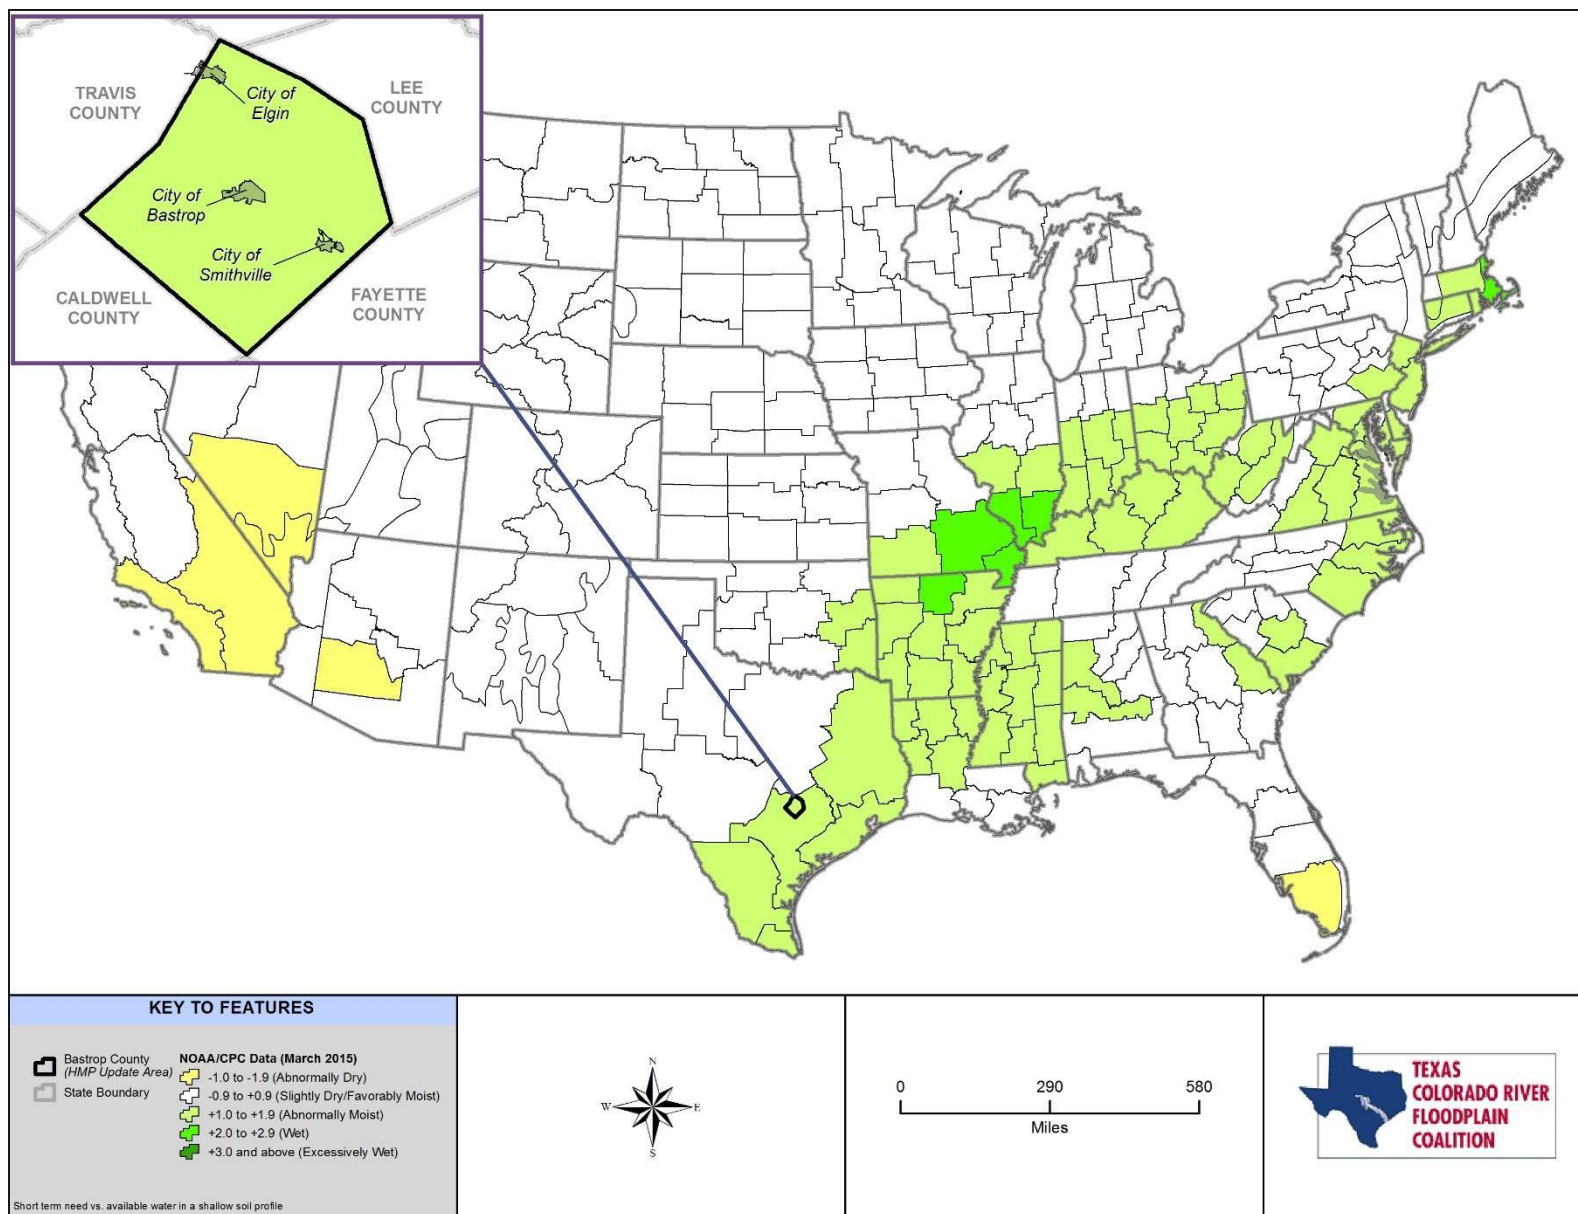 TRAVIS
COUNTY
LEE
COUNTY
City of
Elgin
City of
Bastrop
City of
Smithville
CALDWELL
COUNTY
FAYETTE
COUNTY
KEY TO FEATURES
Bastrop County
(HMP Update Area)
State Boundary
NOAA/CPC Data (March 2015)
-1.0 to -1.9 (Abnormally Dry)
-0.9 to +0.9 (Slightly Dry/Favorably Moist)
+1.0 to +1.9 (Abnormally Moist)
+2.0 to +2.9 (Wet)
+3.0 and above (Excessively Wet)
Short term need vs. available water in a shallow soil profile
N
W E
S
0 290 580
Miles
TEXAS
COLORADO RIVER
FLOODPLAIN
COALITION